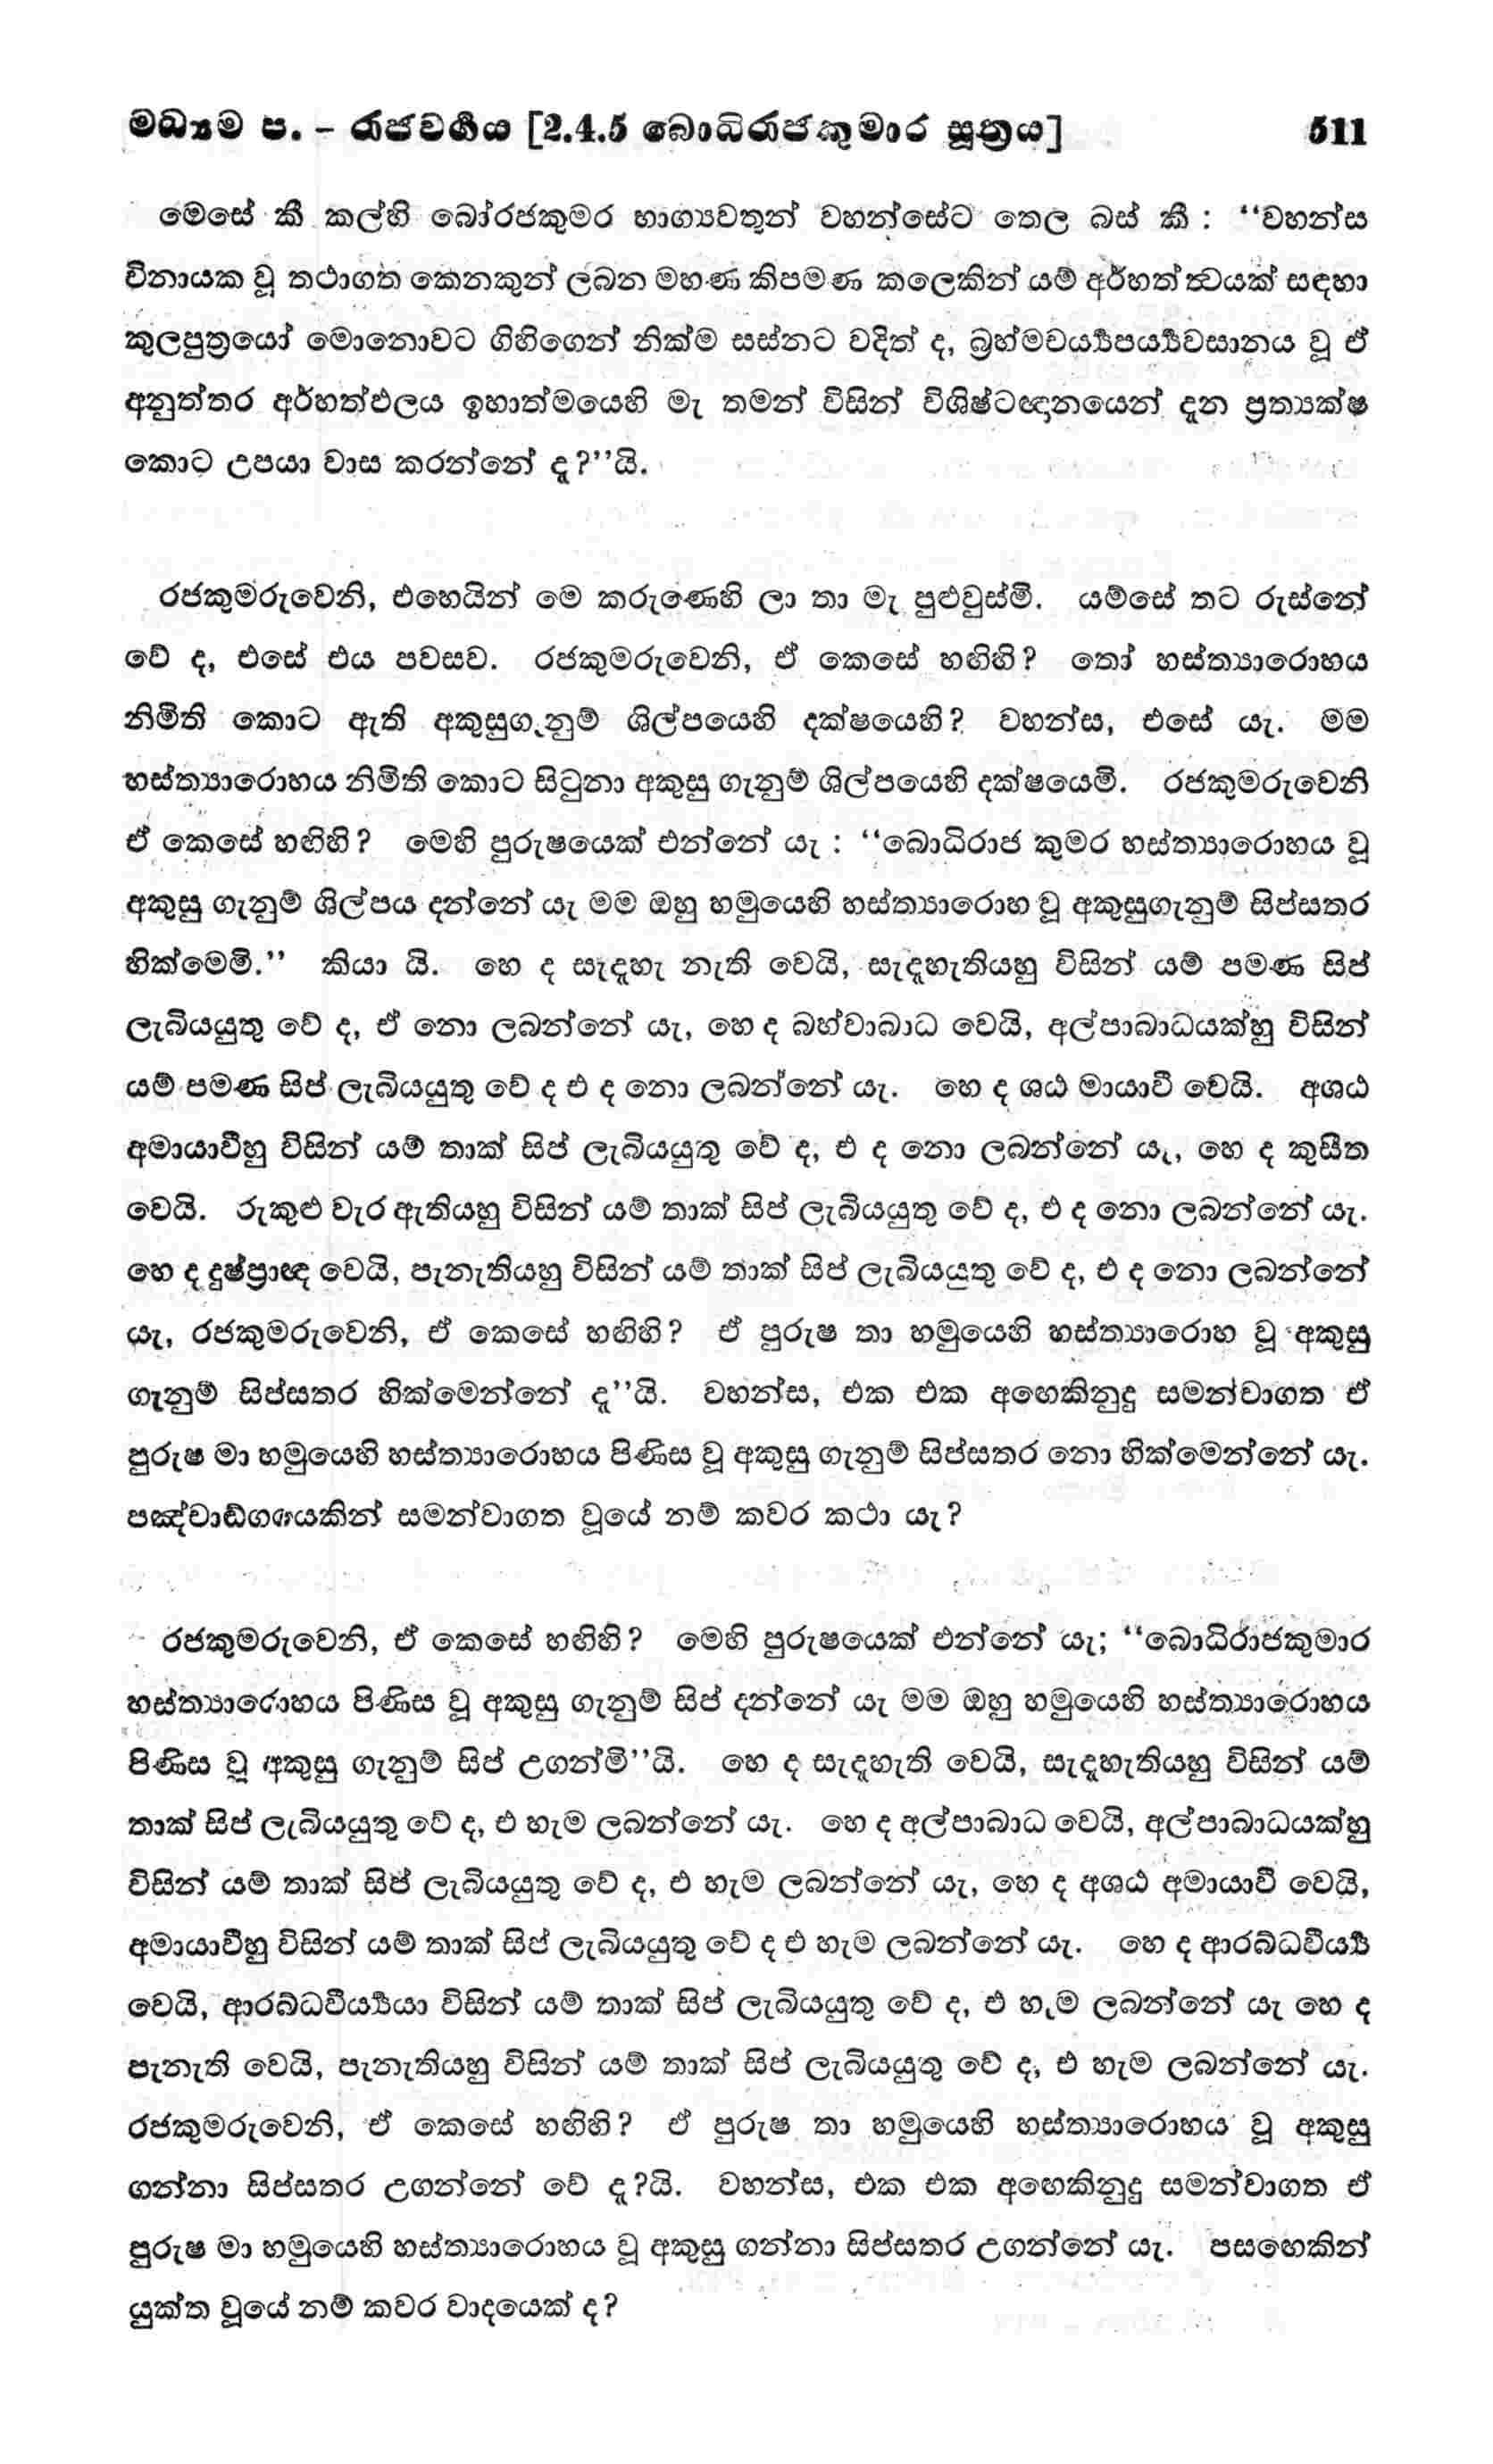 මධ්‍යම ප. – රාජවර්ගය [2.4.5 බොධිරාජකුමාර සූත්‍රය] 511
මෙසේ කී කල්හි බෝරජකුමර භාග්‍යවතුන් වහන්සේට තෙල බස් කී : ‘‘වහන්ස
විනායක වූ තථාගත කෙනකුන් ලබන මහණ කිපමණ කලෙකින් යම් අර්හත්ත්‍වයක් සඳහා
කුලපුත්‍රයෝ මොනොවට ගිහිගෙන් නික්ම සස්නට වදිත් ද, බ්‍රහ්මචර්‍ය්‍යපර්‍ය්‍යවසානය වූ ඒ
අනුත්තර අර්හත්ඵලය ඉහාත්මයෙහි මැ තමන් විසින් විශිෂ්ටඥානයෙන් දැන ප්‍රත්‍යක්ෂ
කොට උපයා වාස කරන්නේ දැ?’’යි.
රජකුමරුවෙනි, එහෙයින් මෙ කරුණෙහි ලා තා මැ පුළුවුස්මි. යම්සේ තට රුස්නේ
වේ ද, එසේ එය පවසව. රජකුමරුවෙනි, ඒ කෙසේ හඟිහි? තෝ හස්ත්‍යාරොහය
නිමිති කොට ඇති අකුසුගැනුම් ශිල්පයෙහි දක්ෂයෙහි? වහන්ස, එසේ යැ. මම
හස්ත්‍යාරොහය නිමිති කොට සිටුනා අකුසු ගැනුම් ශිල්පයෙහි දක්ෂයෙමි. රජකුමරුවෙනි
ඒ කෙසේ හඟිහි? මෙහි පුරුෂයෙක් එන්නේ යැ : ‘‘බොධිරාජ කුමර හස්ත්‍යාරොහය වූ
අකුසු ගැනුම් ශිල්පය දන්නේ යැ මම ඔහු හමුයෙහි හස්ත්‍යාරොහ වූ අකුසුගැනුම් සිප්සතර
හික්මෙමි.’’ කියා යි. හෙ ද සැදැහැ නැති වෙයි, සැදැහැතියහු විසින් යම් පමණ සිප්
ලැබියයුතු වේ ද, ඒ නො ලබන්නේ යැ, හෙ ද බහ්වාබාධ වෙයි, අල්පාබාධයක්හු විසින්
යම් පමණ සිප් ලැබියයුතු වේ ද එ ද නො ලබන්නේ යැ. හෙ ද ශඨ මායාවී වෙයි. අශඨ
අමායාවීහු විසින් යම් තාක් සිප් ලැබියයුතු වේ ද, එ ද නො ලබන්නේ යැ, හෙ ද කුසීත
වෙයි. රුකුළු වැර ඇතියහු විසින් යම් තාක් සිප් ලැබියයුතු වේ ද, එ ද නො ලබන්නේ යැ.
හෙ ද දුෂ්ප්‍රාඥ වෙයි, පැනැතියහු විසින් යම් තාක් සිප් ලැබියයුතු වේ ද, එ ද නො ලබන්නේ
යැ, රජකුමරුවෙනි, ඒ කෙසේ හඟිහි? ඒ පුරුෂ තා හමුයෙහි හස්ත්‍යාරොහ වූ අකුසු
ගැනුම් සිප්සතර හික්මෙන්නේ දැ’’යි. වහන්ස, එක එක අඟෙකිනුදු සමන්වාගත ඒ
පුරුෂ මා හමුයෙහි හස්ත්‍යාරොහය පිණිස වූ අකුසු ගැනුම් සිප්සතර නො හික්මෙන්නේ යැ.
පඤ්චාඞ්ගයෙකින් සමන්වාගත වූයේ නම් කවර කථා යැ?
රජකුමරුවෙනි, ඒ කෙසේ හඟිහි? මෙහි පුරුෂයෙක් එන්නේ යැ; ‘‘බොධිරාජකුමාර
හස්ත්‍යාරොහය පිණිස වූ අකුසු ගැනුම් සිප් දන්නේ යැ මම ඔහු හමුයෙහි හස්ත්‍යාරොහය
පිණිස වූ අකුසු ගැනුම් සිප් උගන්මි’’යි. හෙ ද සැදැහැති වෙයි, සැදැහැතියහු විසින් යම්
තාක් සිප් ලැබියයුතු වේ ද, එ හැම ලබන්නේ යැ. හෙ ද අල්පාබාධ වෙයි, අල්පාබාධයක්හු
විසින් යම් තාක් සිප් ලැබියයුතු වේ ද, එ හැම ලබන්නේ යැ, හෙ ද අශඨ අමායාවී වෙයි,
අමායාවීහු විසින් යම් තාක් සිප් ලැබියයුතු වේ ද එ හැම ලබන්නේ යැ. හෙ ද ආරබ්ධවීර්‍ය්‍ය
වෙයි, ආරබ්ධවීර්‍ය්‍යයා විසින් යම් තාක් සිප් ලැබියයුතු වේ ද, එ හැම ලබන්නේ යැ හෙ ද
පැනැති වෙයි, පැනැතියහු විසින් යම් තාක් සිප් ලැබියයුතු වේ ද, එ හැම ලබන්නේ යැ.
රජකුමරුවෙනි, ඒ කෙසේ හඟිහි? ඒ පුරුෂ තා හමුයෙහි හස්ත්‍යාරොහය වූ අකුසු
ගන්නා සිප්සතර උගන්නේ වේ දැ?යි. වහන්ස, එක එක අඟෙකිනුදු සමන්වාගත ඒ
පුරුෂ මා හමුයෙහි හස්ත්‍යාරොහය වූ අකුසු ගන්නා සිප්සතර උගන්නේ යැ. පසඟෙකින්
යුක්ත වූයේ නම් කවර වාදයෙක් ද?